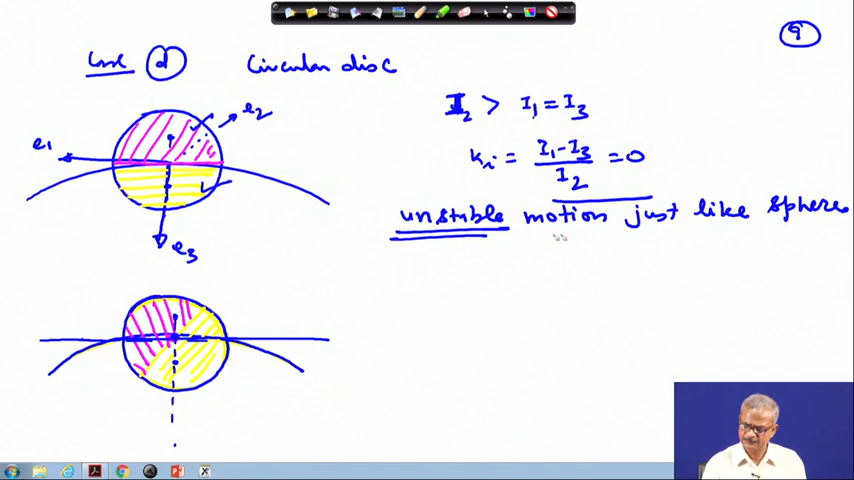 9
Case d Circular disc
I₂ > I₁ = I₃
e₂
e₁
kᵢ = I₁-I₃ / I₂ = 0
unstable motion just like sphere
e₃